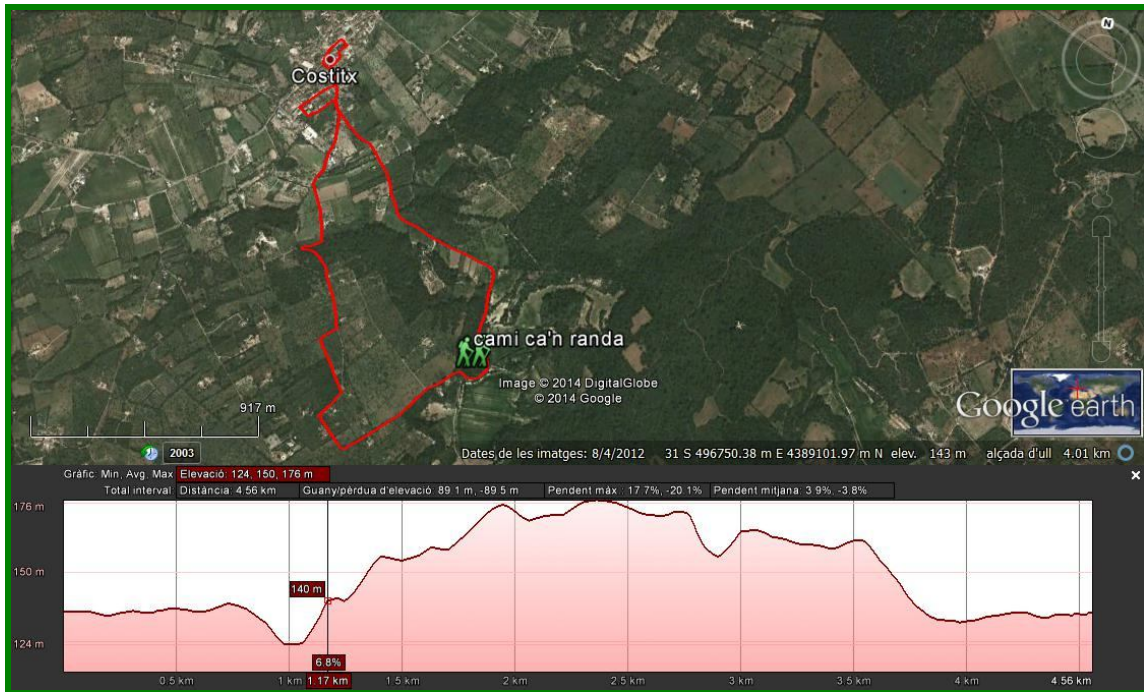 N
Costitx
cami ca'n randa
Image © 2014 DigitalGlobe
© 2014 Google
917 m
Google earth
2003
Dates de les imatges: 8/4/2012 31 S 496750.38 m E 4389101.97 m N elev. 143 m alçada d'ull 4.01 km
Gràfic: Min, Avg, Max Elevació: 124, 150, 176 m
Total interval: Distància: 4.56 km Guany/pèrdua d'elevació: 89.1 m, -89.5 m Pendent màx.: 17.7%, -20.1% Pendent mitjana: 3.9%, -3.8%
176 m
150 m
140 m
124 m
6.8%
0.5 km 1 km 1.17 km 1.5 km 2 km 2.5 km 3 km 3.5 km 4 km 4.56 km